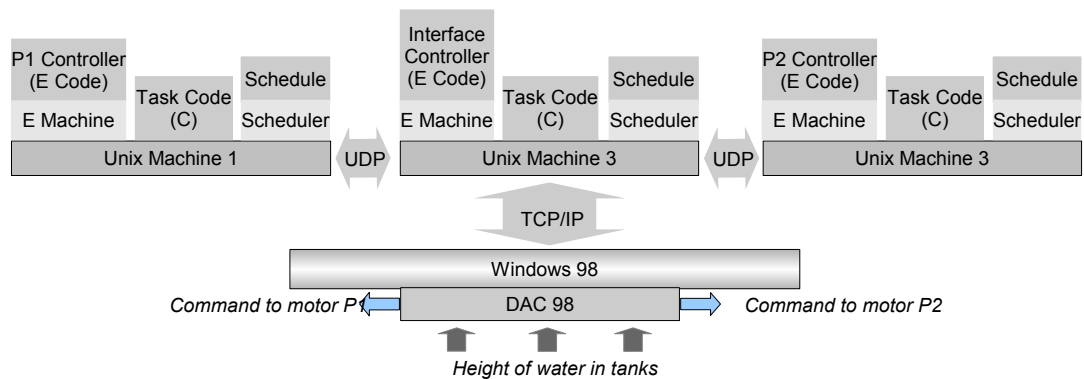 P1 Controller
(E Code)
E Machine
Task Code
(C)
Schedule
Scheduler
Unix Machine 1
UDP
Interface
Controller
(E Code)
E Machine
Task Code
(C)
Schedule
Scheduler
Unix Machine 3
UDP
P2 Controller
(E Code)
E Machine
Task Code
(C)
Schedule
Scheduler
Unix Machine 3
TCP/IP
Windows 98
Command to motor P1
DAC 98
Command to motor P2
Height of water in tanks